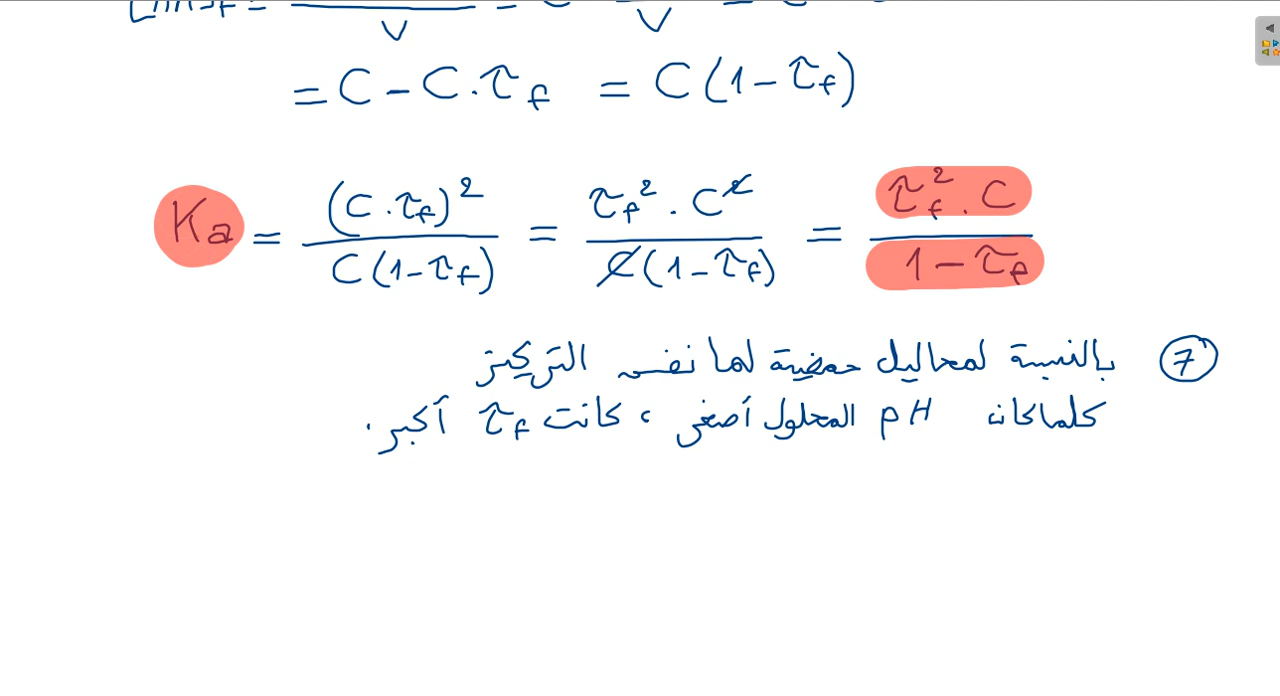 = C - C . τf = C (1 - τf)
Ka = (C . τf)² / C (1 - τf) = τf² . C² / C (1 - τf) = τf² . C / 1 - τf
⑦ بالنسبة لمحاليل حمضية لها نفس التركيز
كلما كان pH المحلول أصغر ، كانت τf أكبر .